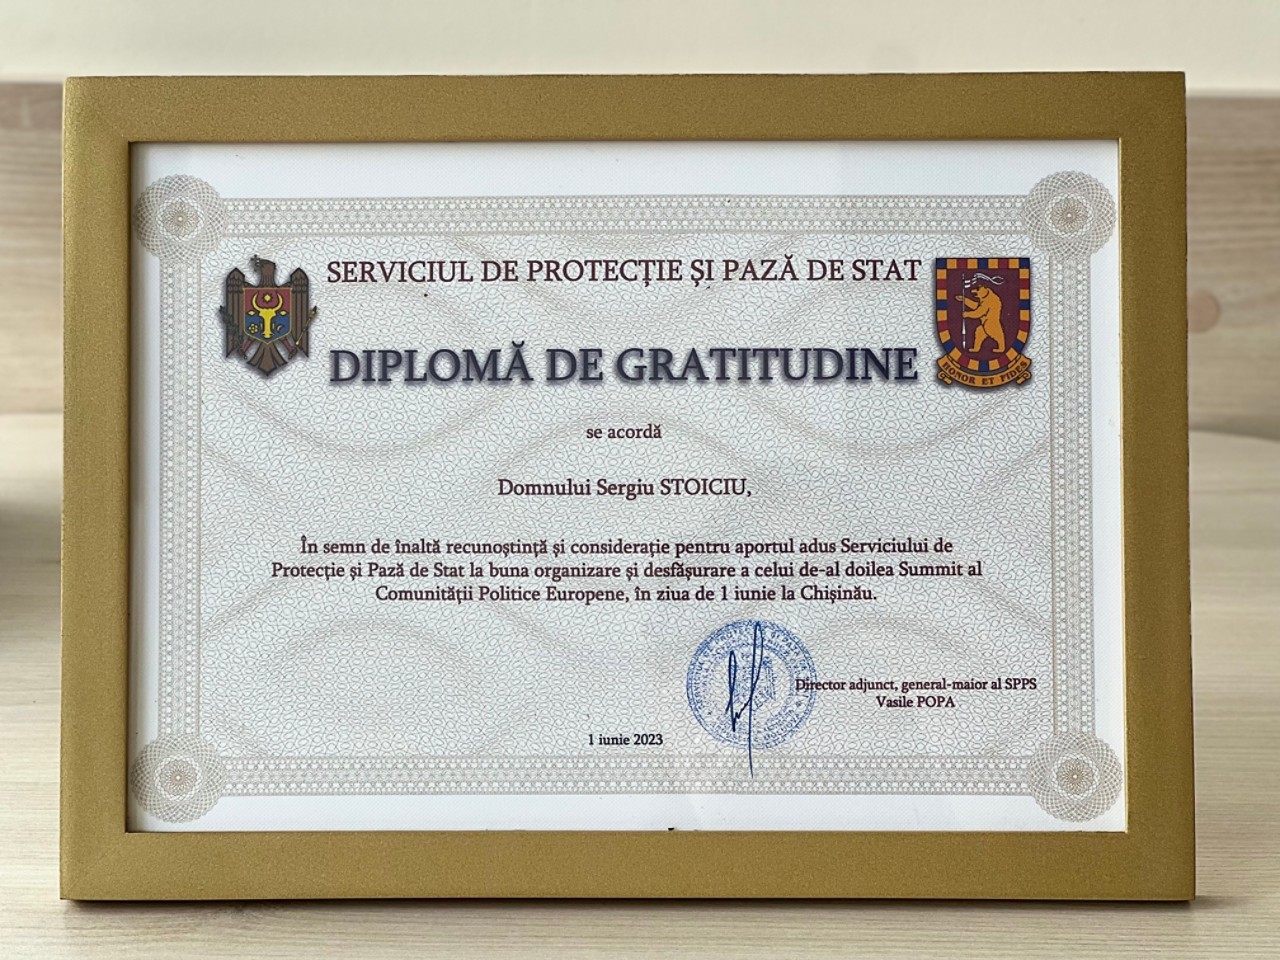 SERVICIUL DE PROTECȚIE ȘI PAZĂ DE STAT
DIPLOMĂ DE GRATITUDINE
HONOR ET FIDES
se acordă
Domnului Sergiu STOICIU,
În semn de înaltă recunoștință și considerație pentru aportul adus Serviciului de
Protecție și Pază de Stat la buna organizare și desfășurare a celui de-al doilea Summit al
Comunității Politice Europene, în ziua de 1 iunie la Chișinău.
Director adjunct, general-maior al SPPS
Vasile POPA
1 iunie 2023